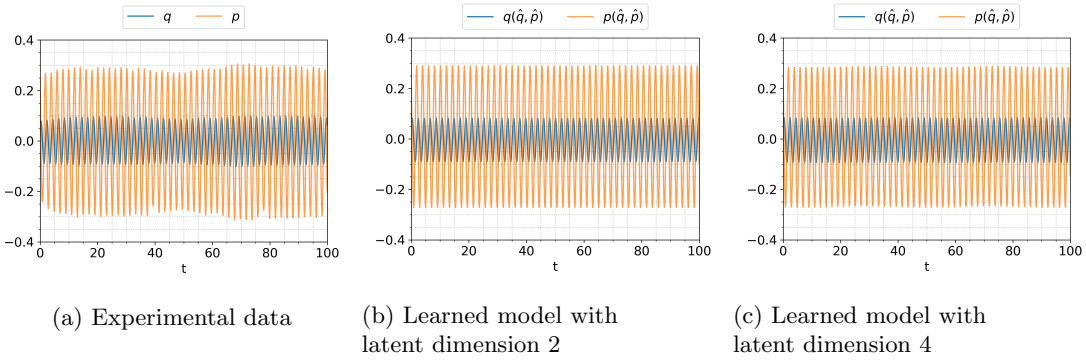 q p
0.4
0.2
0.0
−0.2
−0.4
0 20 40 60 80 100
t
(a) Experimental data
q(q̂, p̂) p(q̂, p̂)
0.4
0.2
0.0
−0.2
−0.4
0 20 40 60 80 100
t
(b) Learned model with
latent dimension 2
q(q̂, p̂) p(q̂, p̂)
0.4
0.2
0.0
−0.2
−0.4
0 20 40 60 80 100
t
(c) Learned model with
latent dimension 4